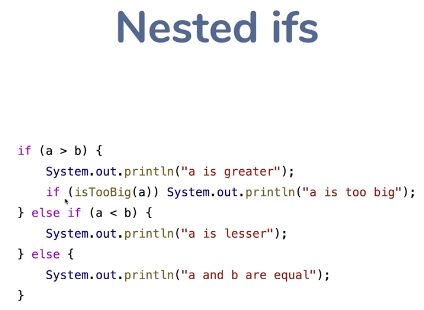 Nested ifs
if (a > b) {
    System.out.println("a is greater");
    if (isTooBig(a)) System.out.println("a is too big");
} else if (a < b) {
    System.out.println("a is lesser");
} else {
    System.out.println("a and b are equal");
}